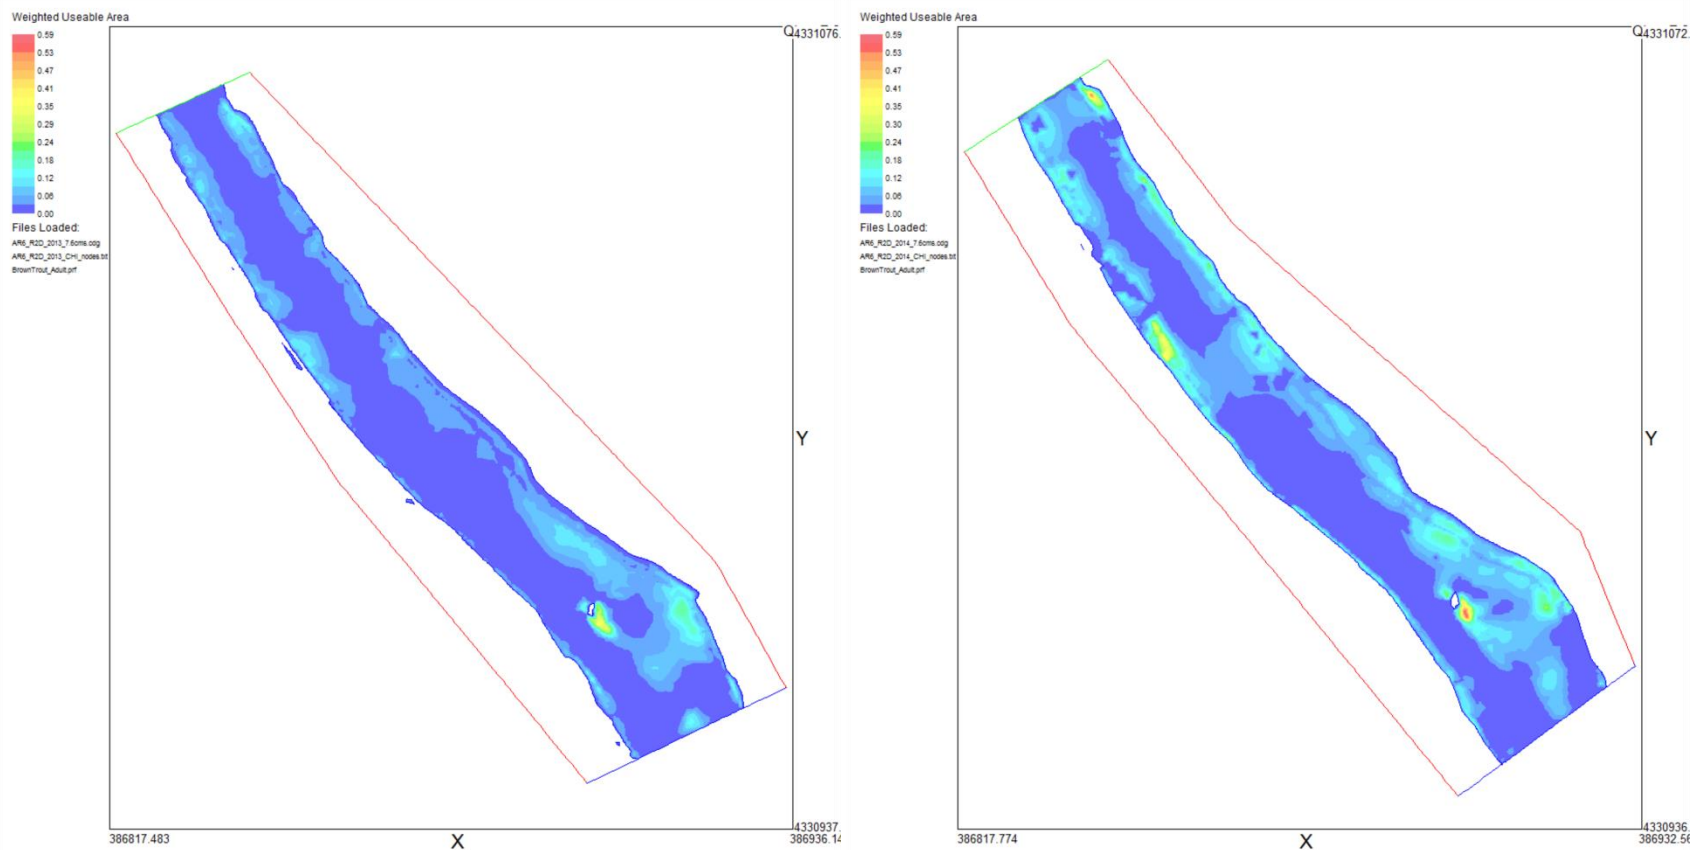 Weighted Useable Area
0.59
0.53
0.47
0.41
0.35
0.29
0.24
0.18
0.12
0.06
0.00
Files Loaded:
AR6_R2D_2013_7.6cms.cdg
AR6_R2D_2013_CHI_nodes.txt
BrownTrout_Adult.prf
4331076.
Y
4330937.
386817.483
X
386936.14
Weighted Useable Area
0.59
0.53
0.47
0.41
0.35
0.30
0.24
0.18
0.12
0.06
0.00
Files Loaded:
AR6_R2D_2014_7.6cms.cdg
AR6_R2D_2014_CHI_nodes.txt
BrownTrout_Adult.prf
4331072.
Y
4330936.
386817.774
X
386932.56